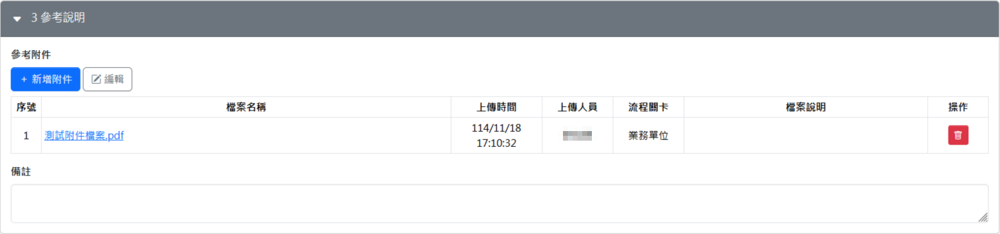 3 參考說明
參考附件
+ 新增附件 編輯
序號 檔案名稱 上傳時間 上傳人員 流程關卡 檔案說明 操作
1 測試附件檔案.pdf 114/11/18 17:10:32 業務單位
備註